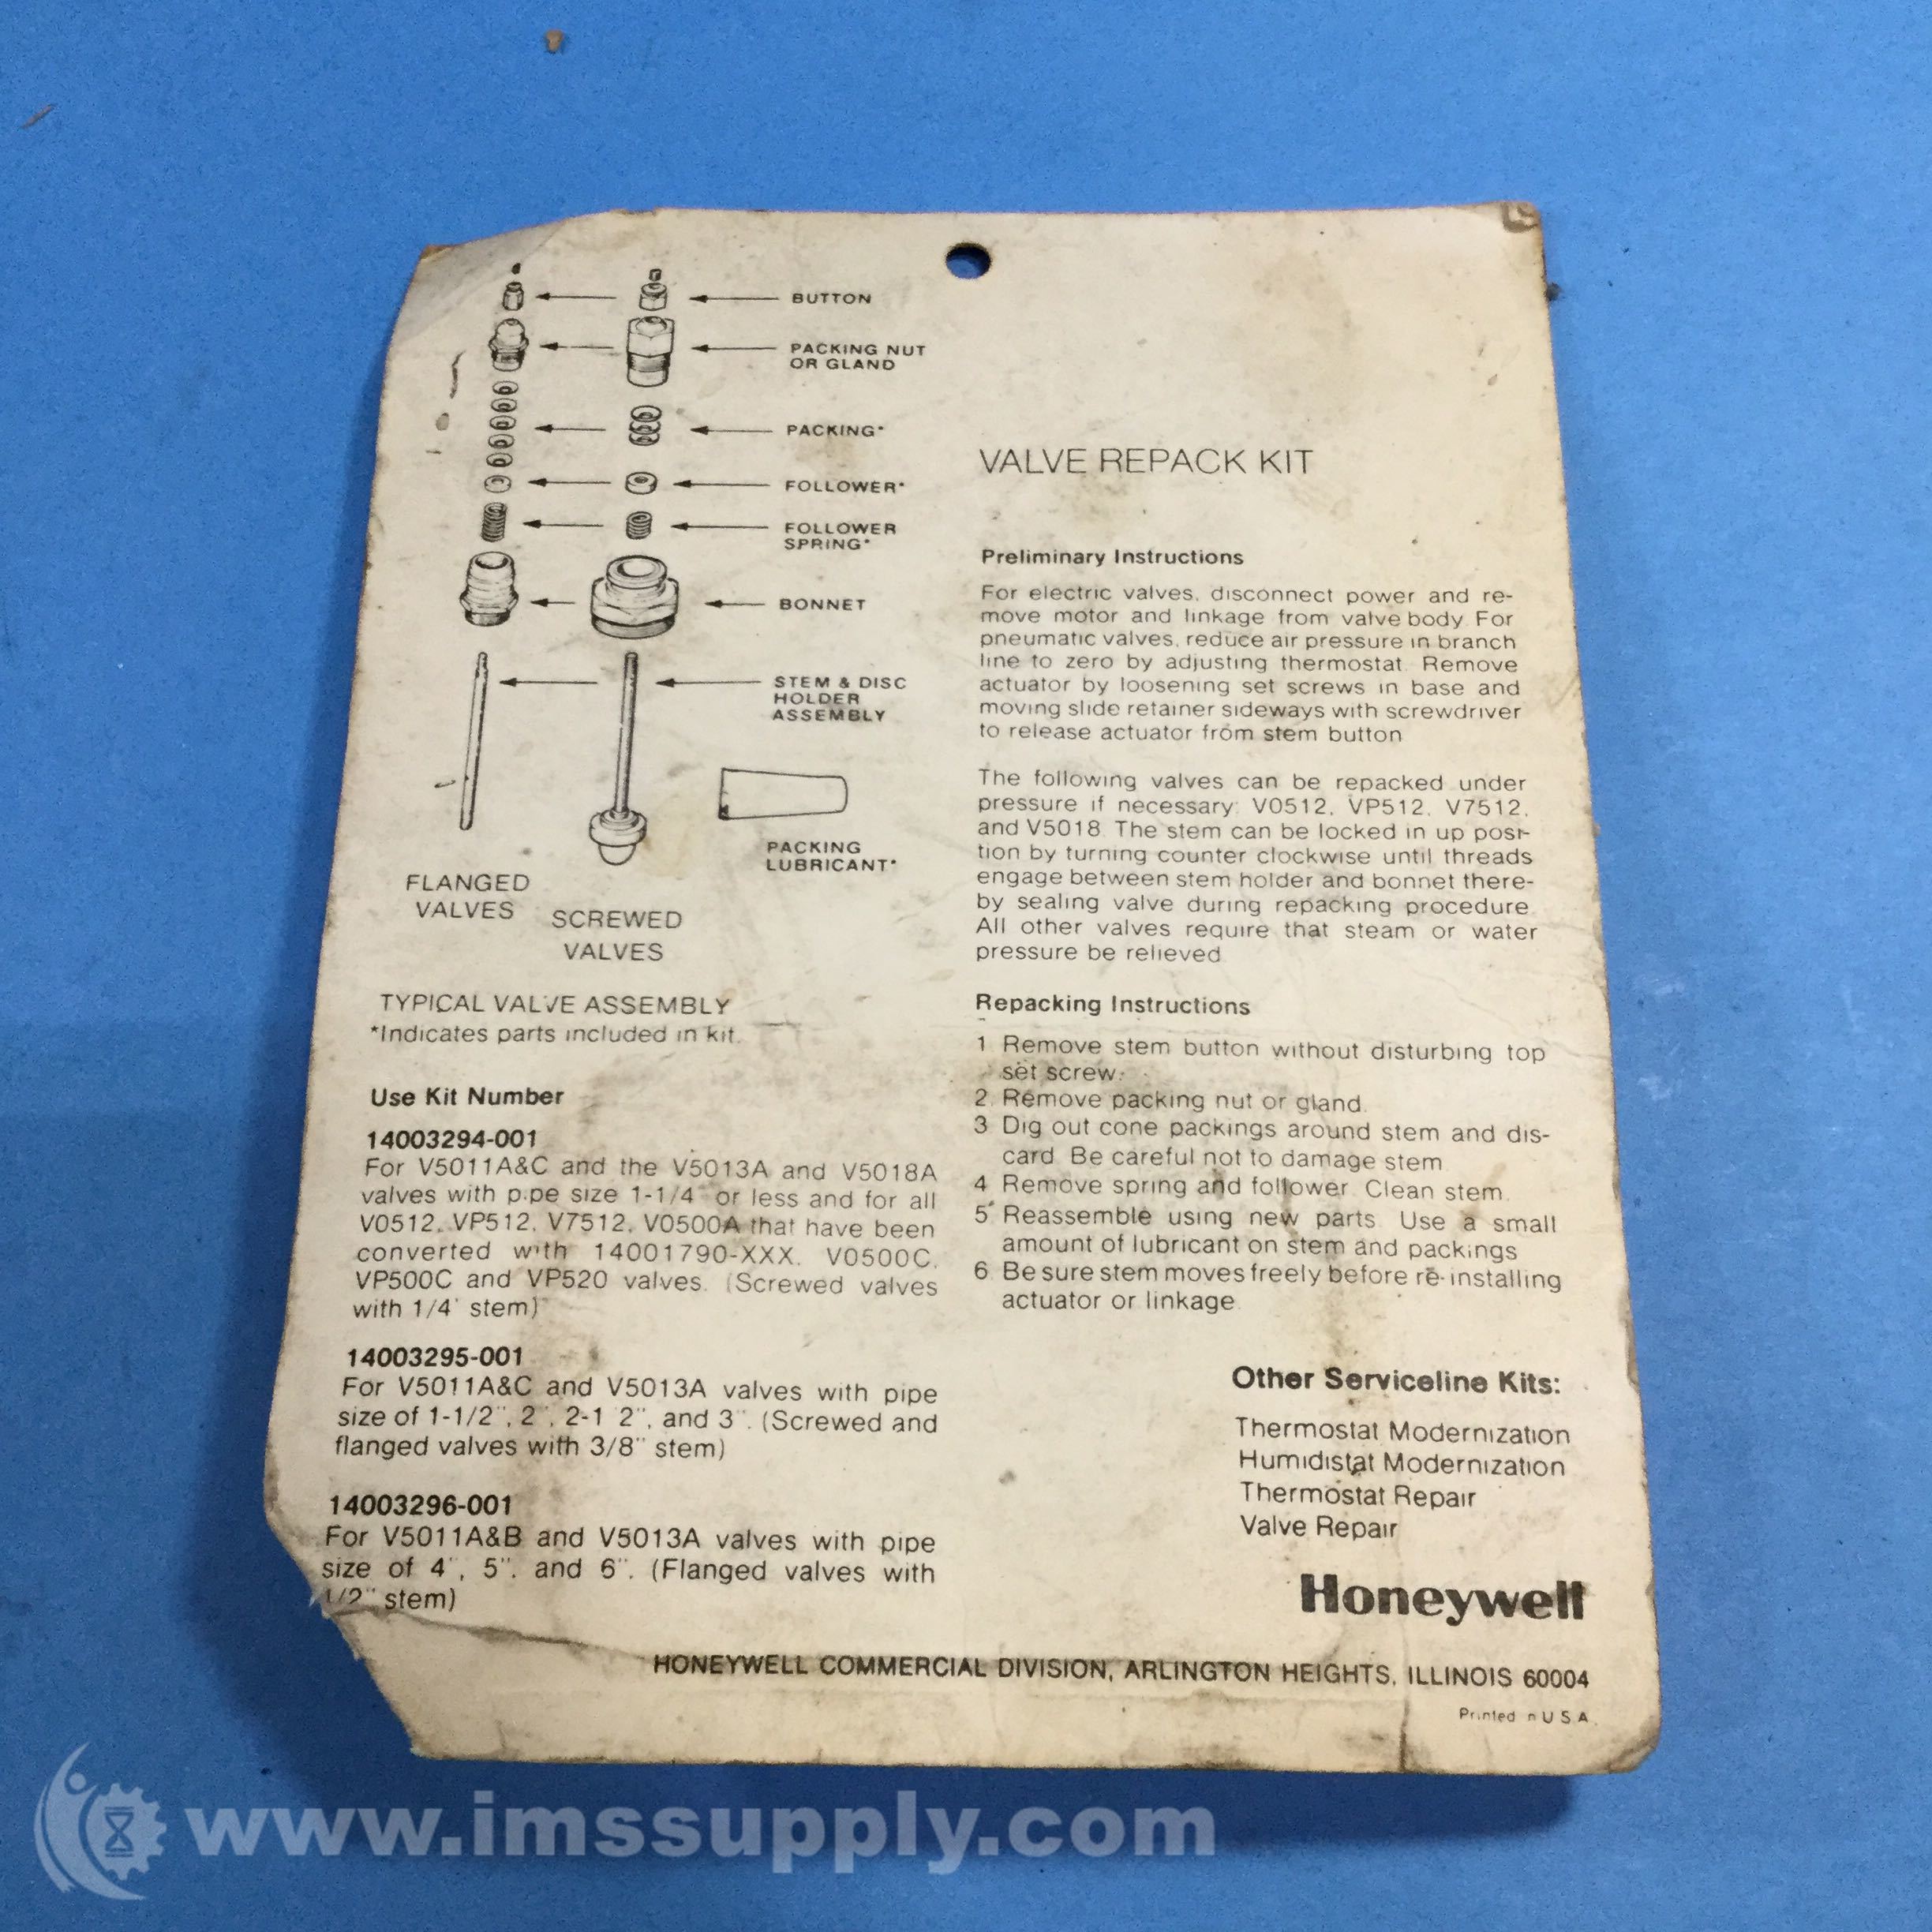 BUTTON
PACKING NUT
OR GLAND
PACKING*
FOLLOWER*
FOLLOWER
SPRING*
BONNET
STEM & DISC
HOLDER
ASSEMBLY
PACKING
LUBRICANT*
FLANGED
VALVES
SCREWED
VALVES
TYPICAL VALVE ASSEMBLY
*Indicates parts included in kit.
Use Kit Number
14003294-001
For V5011A&C and the V5013A and V5018A
valves with pipe size 1-1/4" or less and for all
V0512, VP512, V7512, V0500A that have been
converted with 14001790-XXX, V0500C,
VP500C and VP520 valves. (Screwed valves
with 1/4" stem)
14003295-001
For V5011A&C and V5013A valves with pipe
size of 1-1/2", 2", 2-1 2", and 3". (Screwed and
flanged valves with 3/8" stem)
14003296-001
For V5011A&B and V5013A valves with pipe
size of 4", 5", and 6". (Flanged valves with
1/2" stem)
VALVE REPACK KIT
Preliminary Instructions
For electric valves, disconnect power and re-
move motor and linkage from valve body. For
pneumatic valves, reduce air pressure in branch
line to zero by adjusting thermostat. Remove
actuator by loosening set screws in base and
moving slide retainer sideways with screwdriver
to release actuator from stem button
The following valves can be repacked under
pressure if necessary: V0512, VP512, V7512,
and V5018. The stem can be locked in up posi-
tion by turning counter clockwise until threads
engage between stem holder and bonnet there-
by sealing valve during repacking procedure.
All other valves require that steam or water
pressure be relieved
Repacking Instructions
1 Remove stem button without disturbing top
set screw.
2. Remove packing nut or gland.
3 Dig out cone packings around stem and dis-
card. Be careful not to damage stem
4 Remove spring and follower. Clean stem.
5 Reassemble using new parts. Use a small
amount of lubricant on stem and packings
6. Be sure stem moves freely before re-installing
actuator or linkage.
Other Serviceline Kits:
Thermostat Modernization
Humidistat Modernization
Thermostat Repair
Valve Repair
Honeywell
HONEYWELL COMMERCIAL DIVISION, ARLINGTON HEIGHTS, ILLINOIS 60004
Printed in U.S.A.
www.imssupply.com